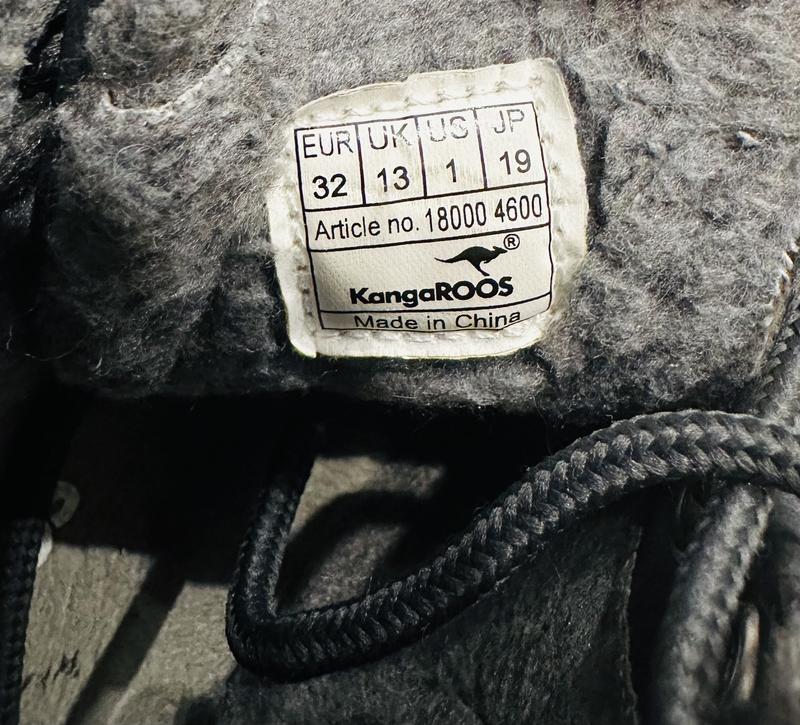 EUR UK US JP
32 13 1 19
Article no. 18000 4600
®
KangaROOS
Made in China